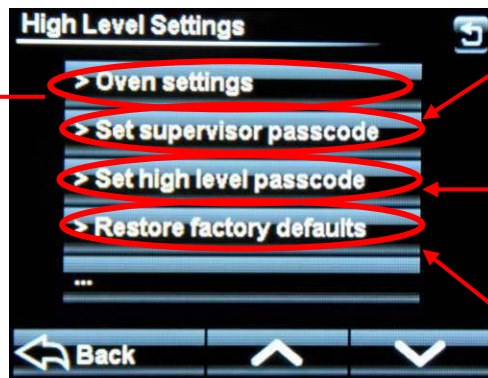 High Level Settings
> Oven settings
> Set supervisor passcode
> Set high level passcode
> Restore factory defaults
...
Back